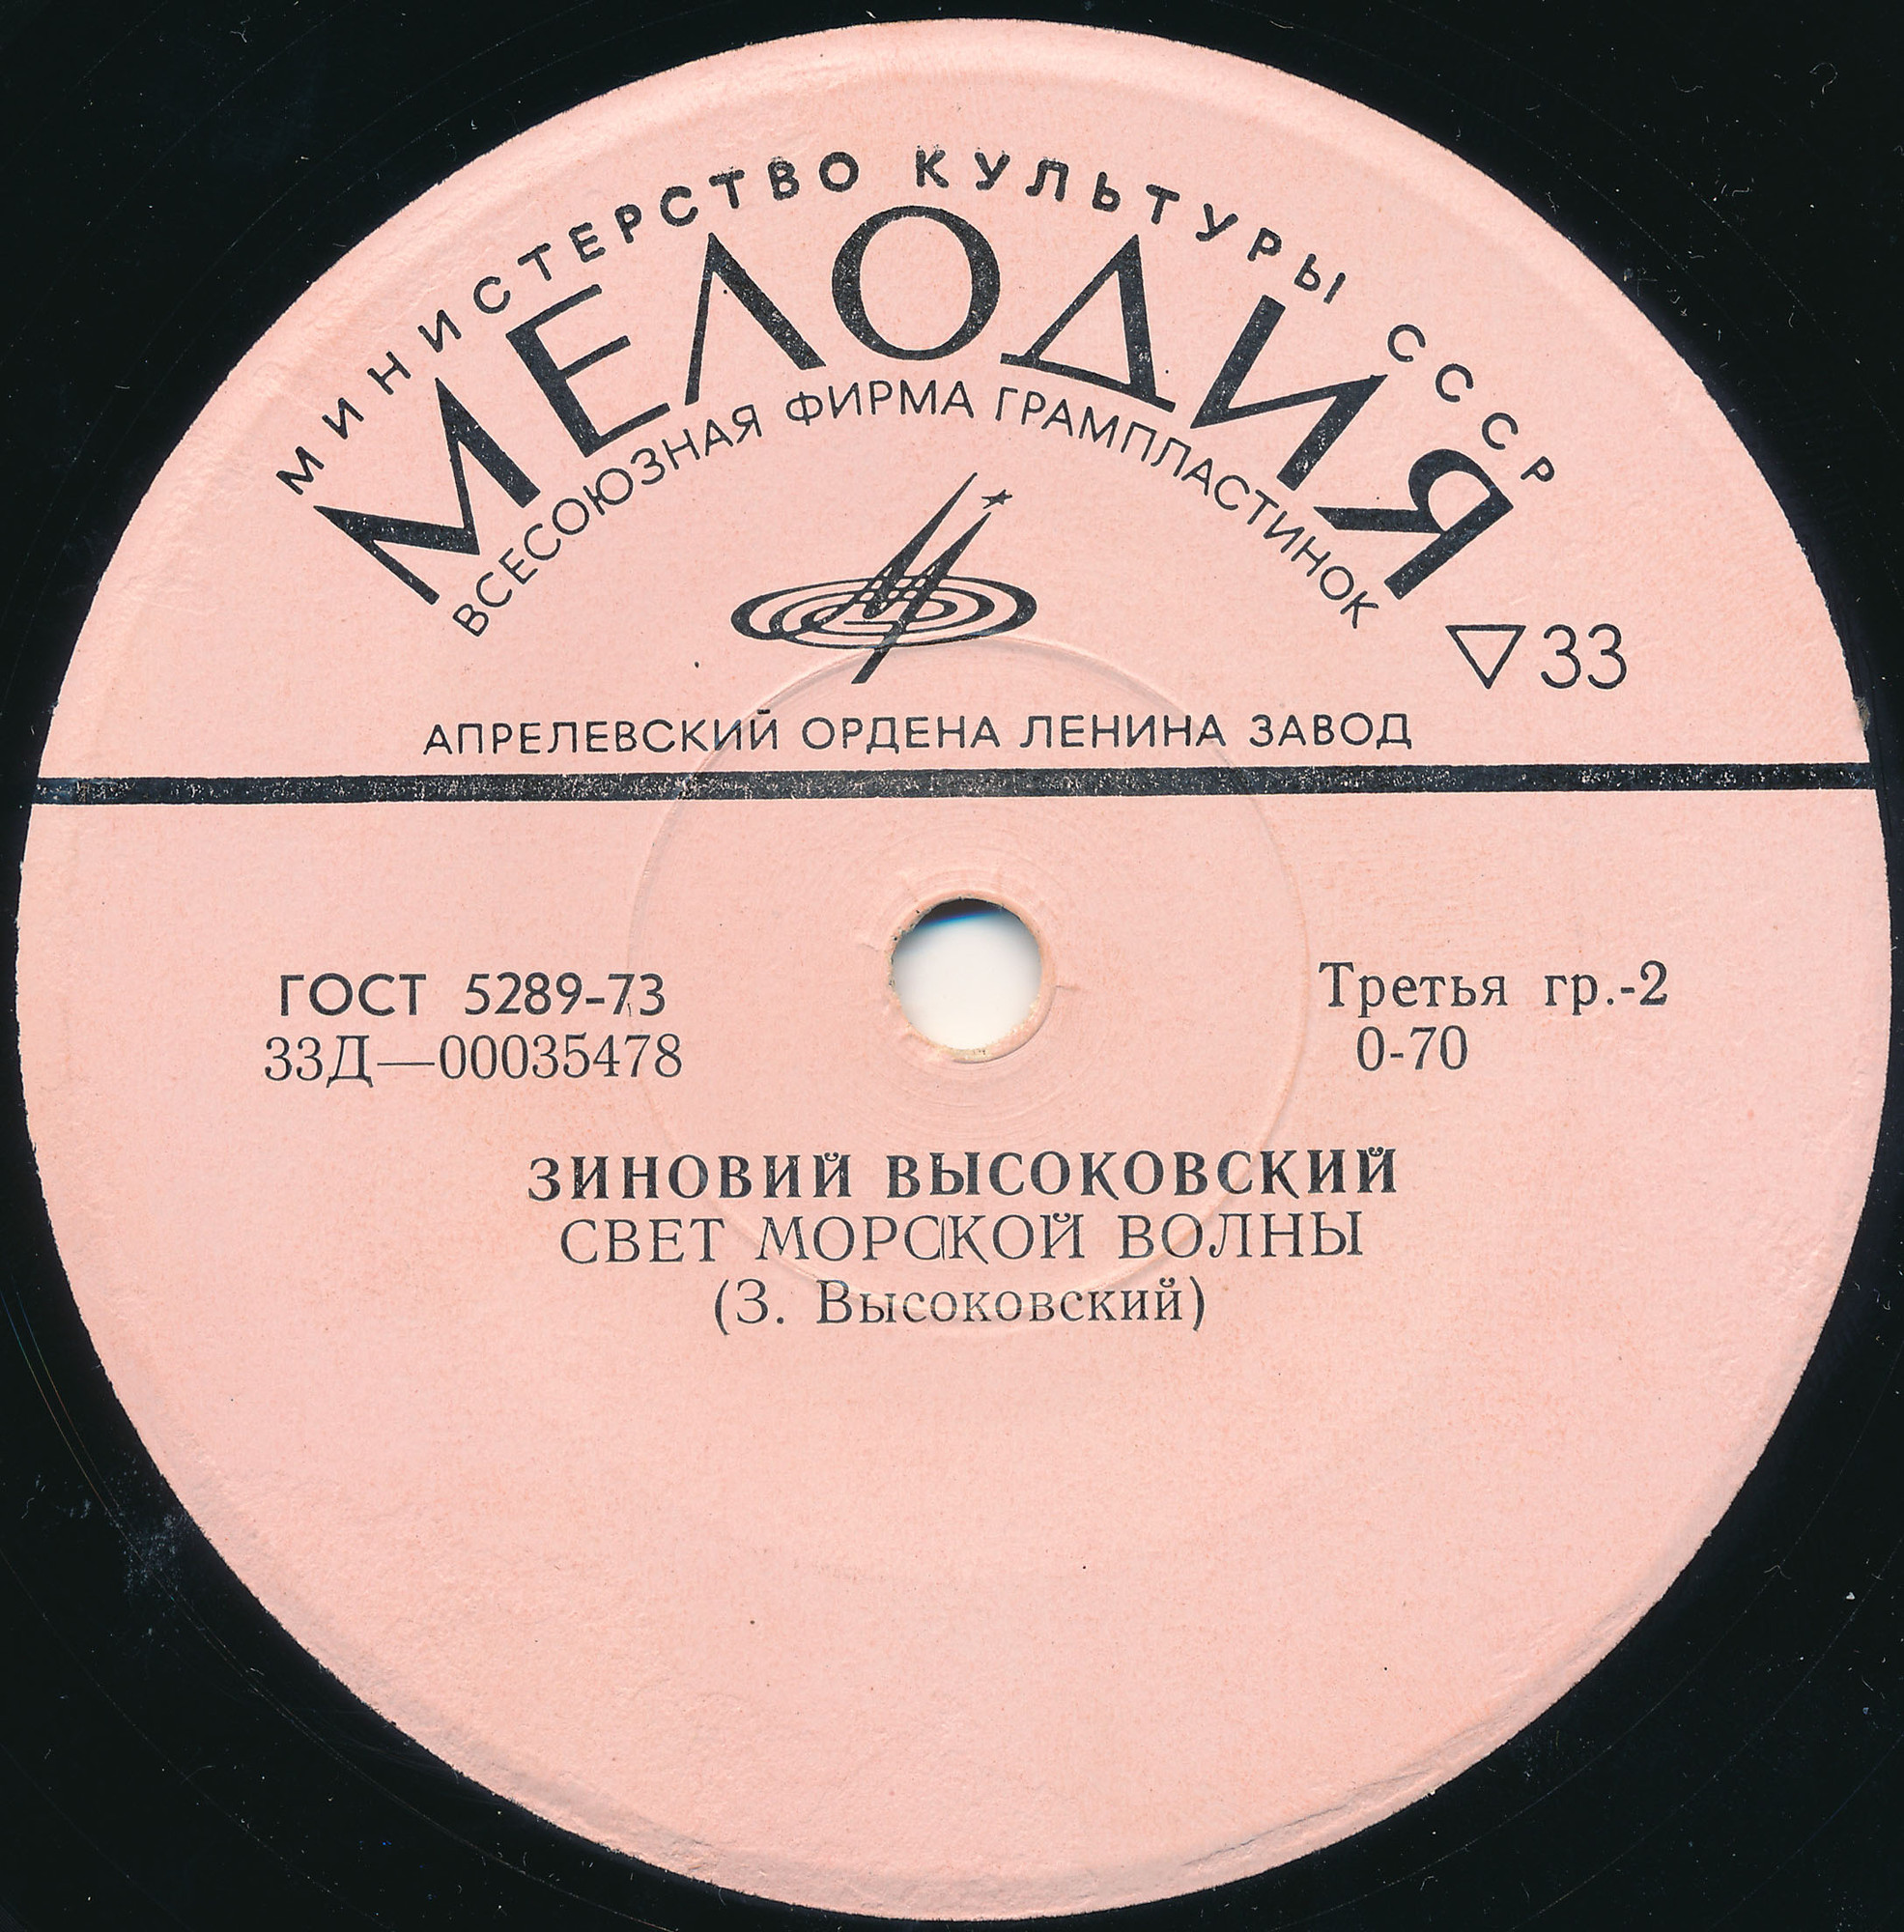 МИНИСТЕРСТВО КУЛЬТУРЫ СССР
МЕЛОДИЯ
ВСЕСОЮЗНАЯ ФИРМА ГРАМПЛАСТИНОК
33
АПРЕЛЕВСКИЙ ОРДЕНА ЛЕНИНА ЗАВОД
ГОСТ 5289-73
33Д—00035478
Третья гр.-2
0-70
ЗИНОВИЙ ВЫСОКОВСКИЙ
СВЕТ МОРСКОЙ ВОЛНЫ
(З. Высоковский)